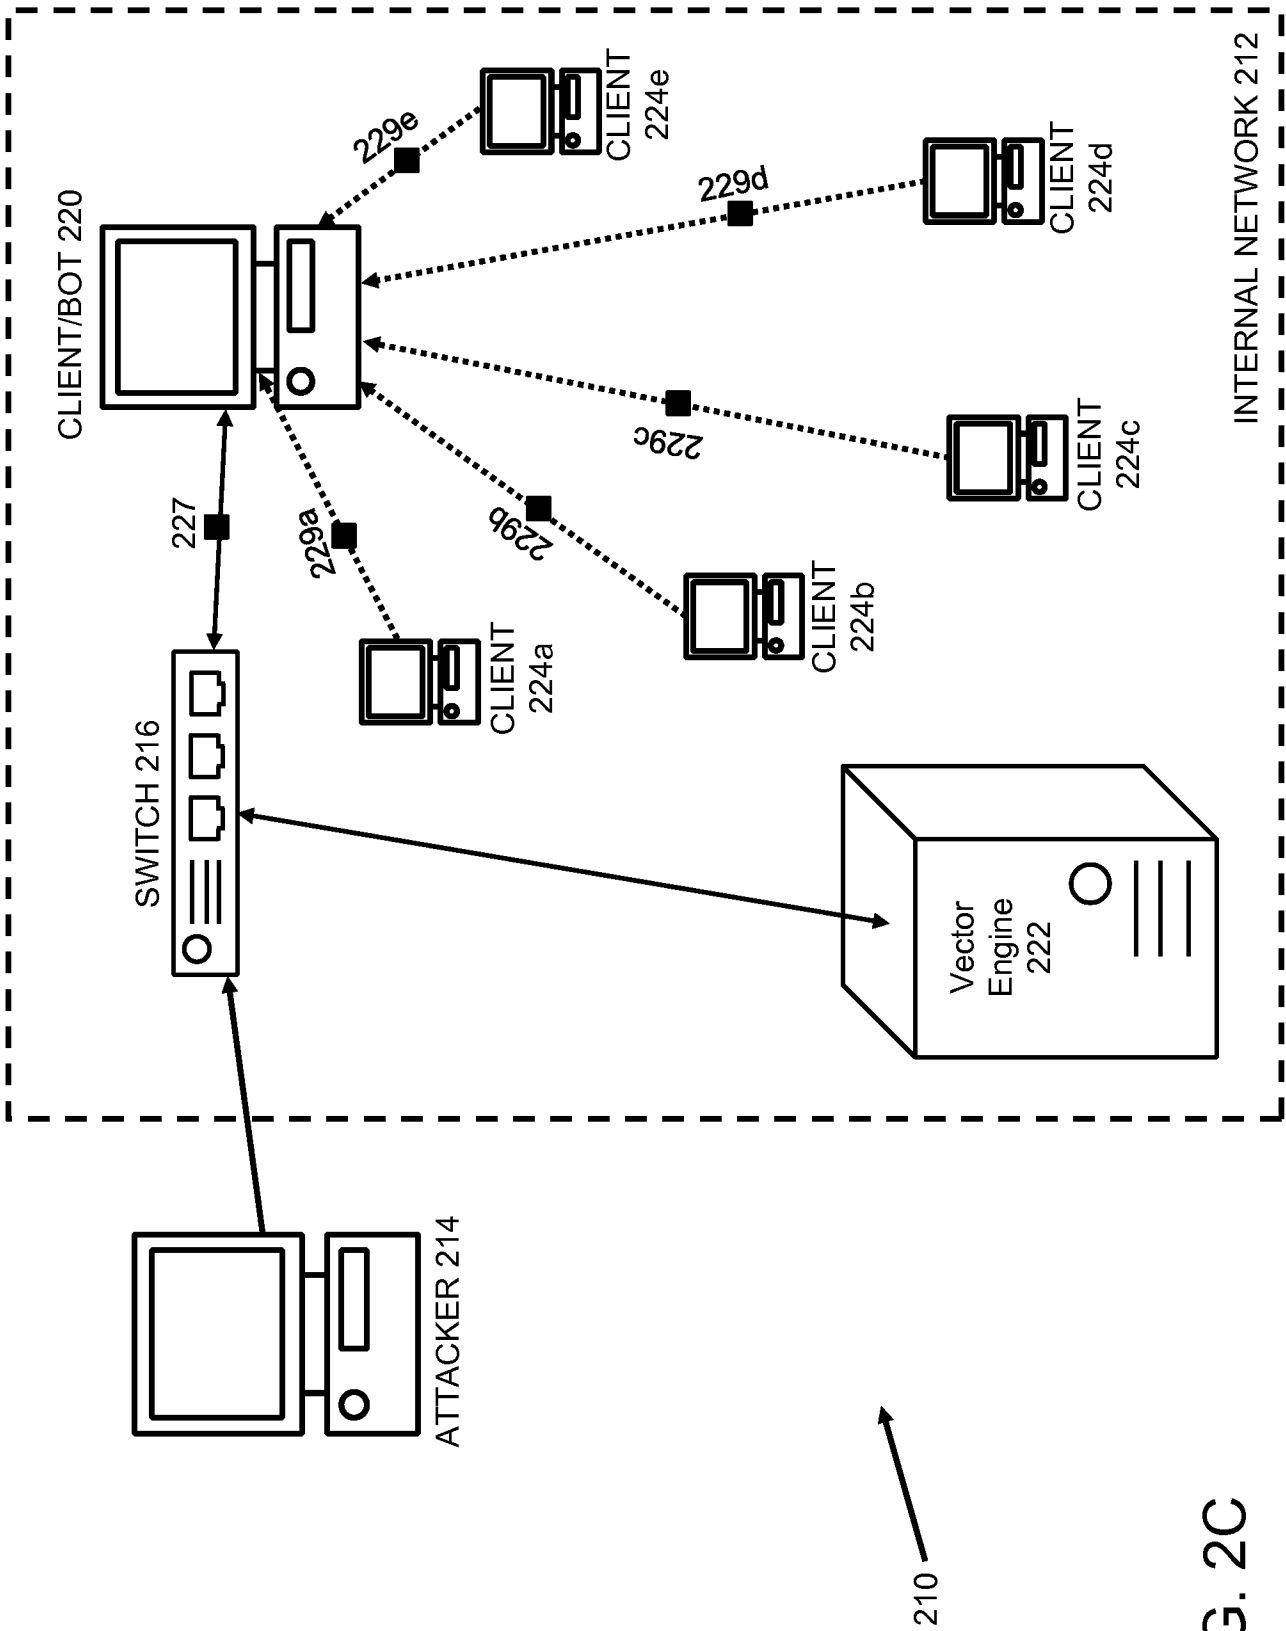 CLIENT/BOT 220
227
229a
229b
229c
229d
229e
SWITCH 216
CLIENT
224a
CLIENT
224b
CLIENT
224c
CLIENT
224d
CLIENT
224e
Vector
Engine
222
INTERNAL NETWORK 212
ATTACKER 214
210
G. 2C